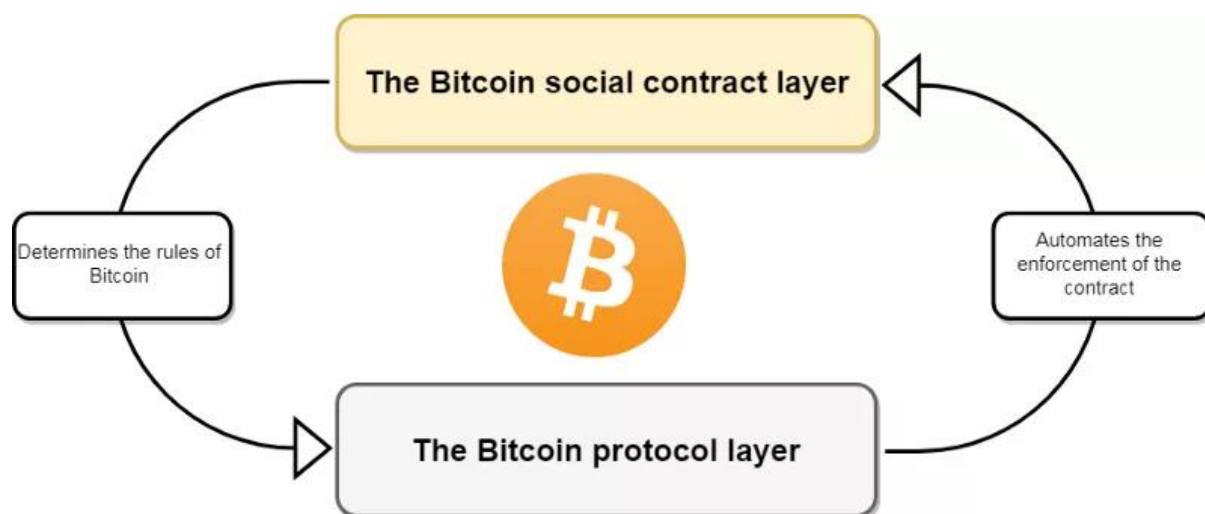 The Bitcoin social contract layer
Determines the rules of
Bitcoin
Automates the
enforcement of the
contract
The Bitcoin protocol layer